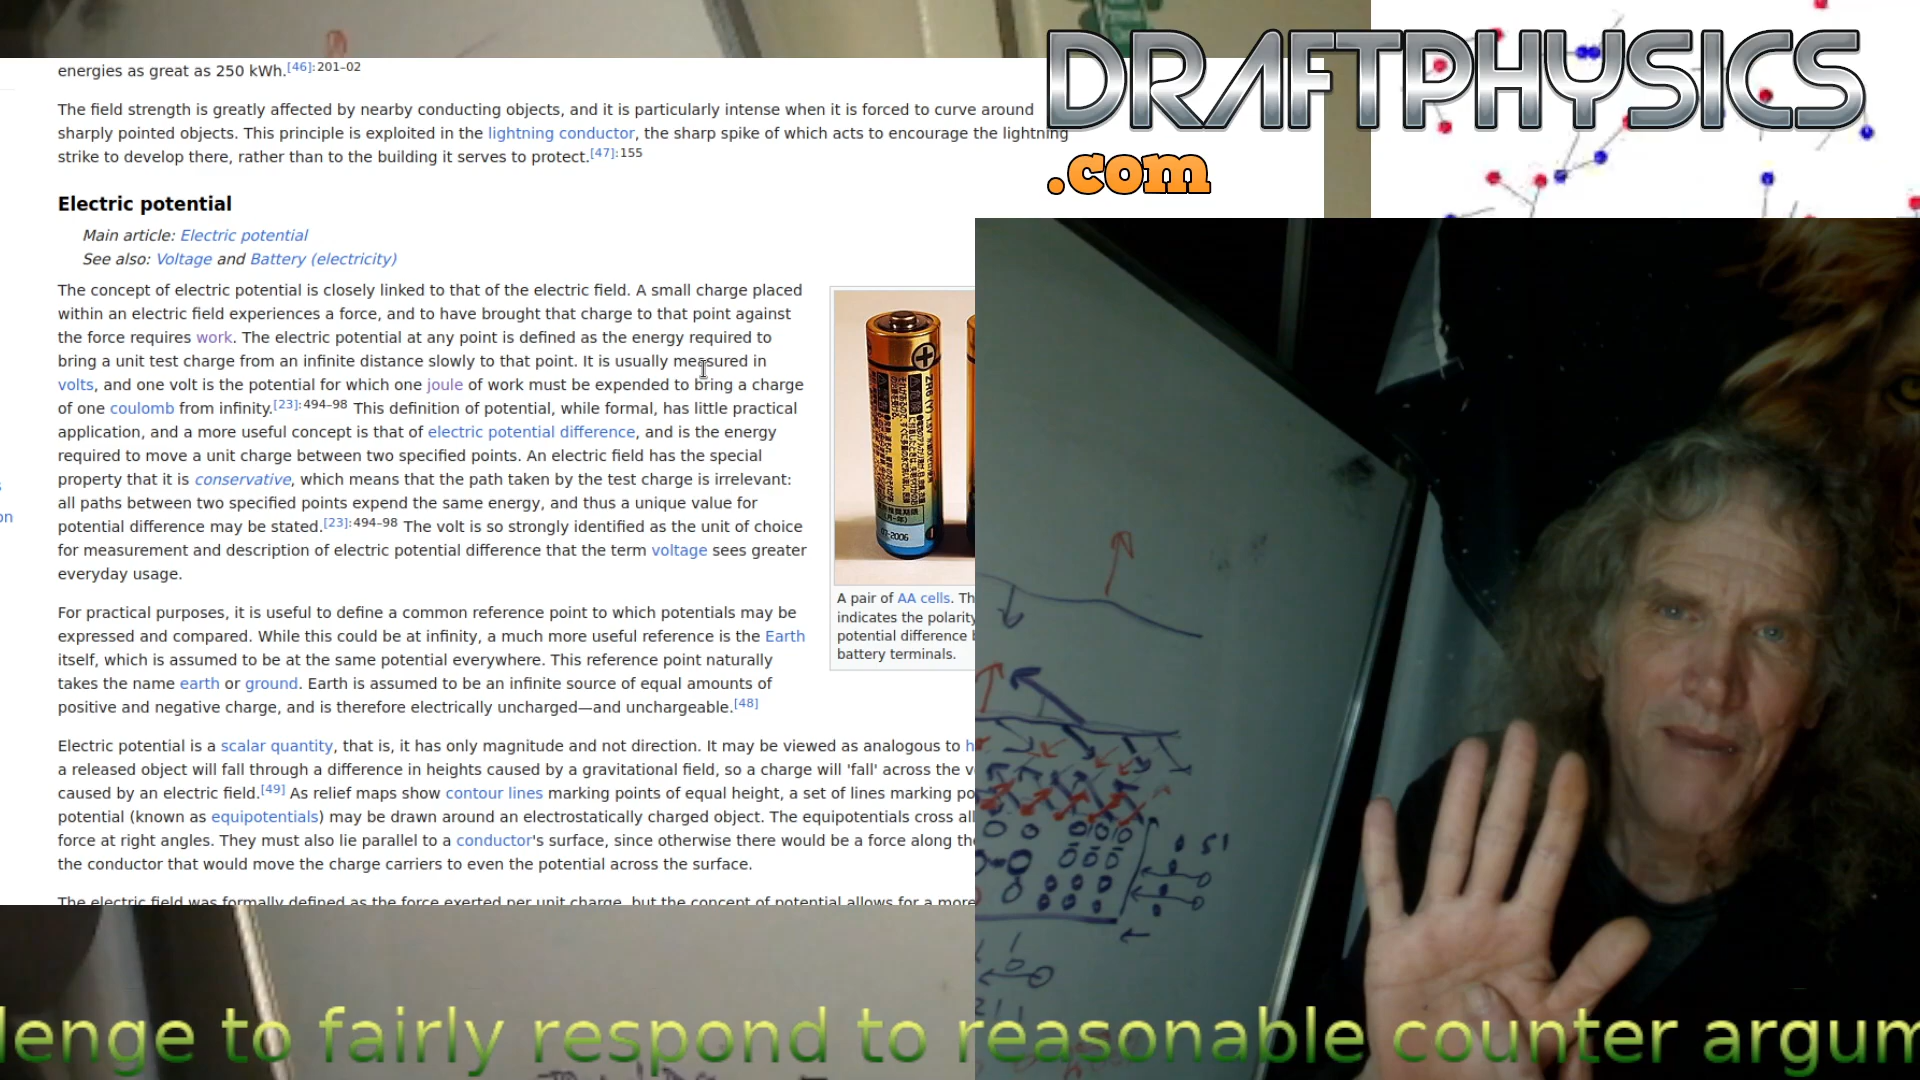 energies as great as 250 kWh.[46]:201–02
The field strength is greatly affected by nearby conducting objects, and it is particularly intense when it is forced to curve around
sharply pointed objects. This principle is exploited in the lightning conductor, the sharp spike of which acts to encourage the lightning
strike to develop there, rather than to the building it serves to protect.[47]:155
DRAFTPHYSICS
.com
Electric potential
Main article: Electric potential
See also: Voltage and Battery (electricity)
The concept of electric potential is closely linked to that of the electric field. A small charge placed
within an electric field experiences a force, and to have brought that charge to that point against
the force requires work. The electric potential at any point is defined as the energy required to
bring a unit test charge from an infinite distance slowly to that point. It is usually measured in
volts, and one volt is the potential for which one joule of work must be expended to bring a charge
of one coulomb from infinity.[23]:494–98 This definition of potential, while formal, has little practical
application, and a more useful concept is that of electric potential difference, and is the energy
required to move a unit charge between two specified points. An electric field has the special
property that it is conservative, which means that the path taken by the test charge is irrelevant:
all paths between two specified points expend the same energy, and thus a unique value for
potential difference may be stated.[23]:494–98 The volt is so strongly identified as the unit of choice
for measurement and description of electric potential difference that the term voltage sees greater
everyday usage.
A pair of AA cells. Th
indicates the polarity
potential difference b
battery terminals.
For practical purposes, it is useful to define a common reference point to which potentials may be
expressed and compared. While this could be at infinity, a much more useful reference is the Earth
itself, which is assumed to be at the same potential everywhere. This reference point naturally
takes the name earth or ground. Earth is assumed to be an infinite source of equal amounts of
positive and negative charge, and is therefore electrically uncharged—and unchargeable.[48]
Electric potential is a scalar quantity, that is, it has only magnitude and not direction. It may be viewed as analogous to h
a released object will fall through a difference in heights caused by a gravitational field, so a charge will 'fall' across the v
caused by an electric field.[49] As relief maps show contour lines marking points of equal height, a set of lines marking po
potential (known as equipotentials) may be drawn around an electrostatically charged object. The equipotentials cross all
force at right angles. They must also lie parallel to a conductor's surface, since otherwise there would be a force along the
the conductor that would move the charge carriers to even the potential across the surface.
The electric field was formally defined as the force exerted per unit charge, but the concept of potential allows for a more
lenge to fairly respond to reasonable counter argum